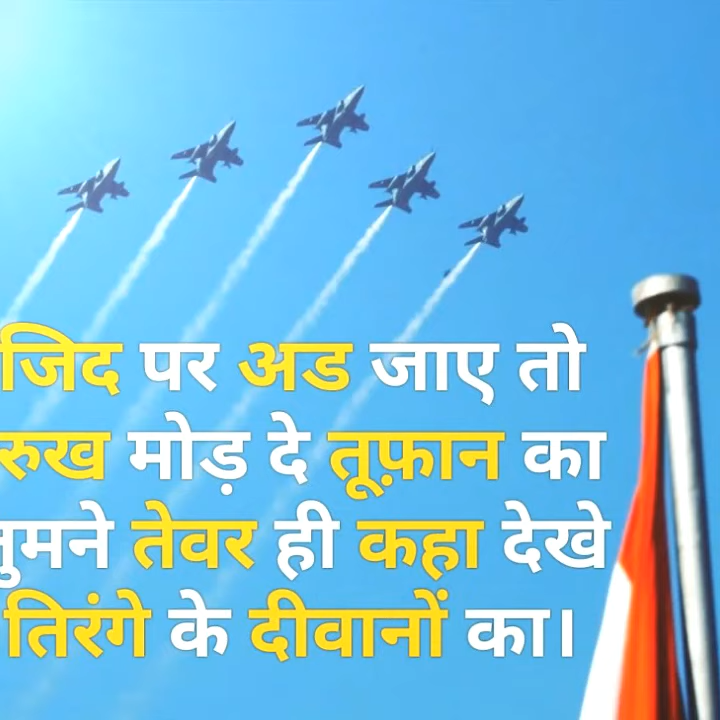 जिद पर अड जाए तो
रुख मोड़ दे तूफ़ान का
तुमने तेवर ही कहा देखे
तिरंगे के दीवानों का।